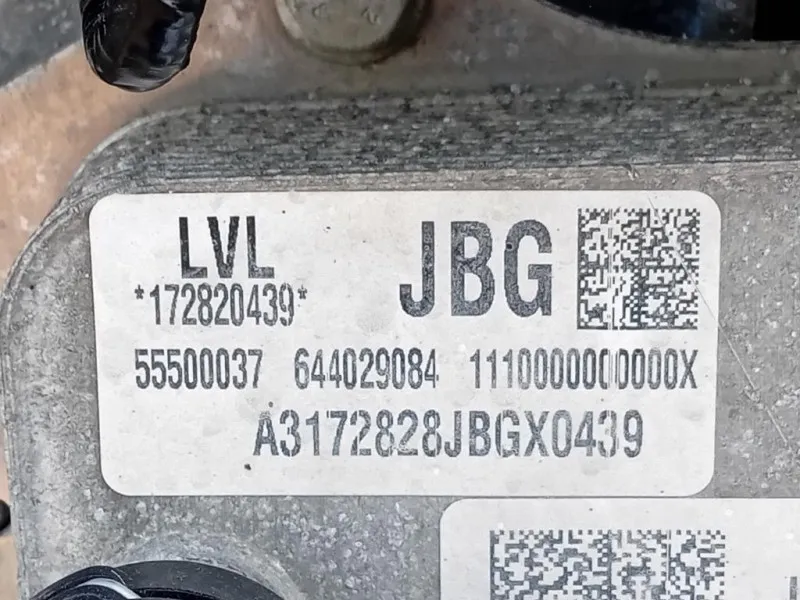 LVL JBG
*172820439*
55500037 644029084 1110000000000X
A3172828JBGX0439